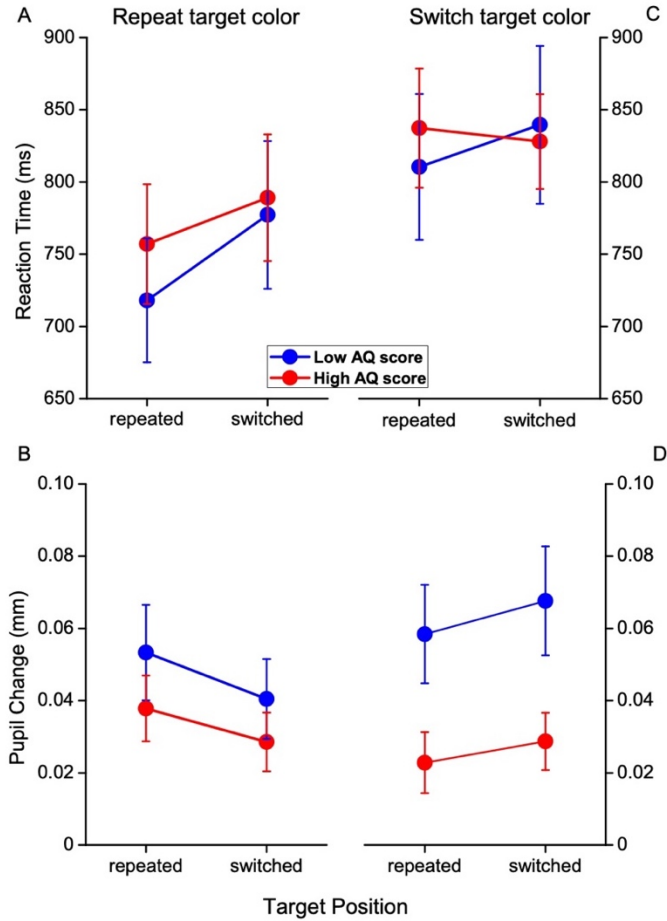 A
Repeat target color
Switch target color
C
Reaction Time (ms)
900
850
800
750
700
650
900
850
800
750
700
650
Low AQ score
High AQ score
repeated
switched
repeated
switched
B
D
Pupil Change (mm)
0.10
0.08
0.06
0.04
0.02
0
0.10
0.08
0.06
0.04
0.02
0
repeated
switched
repeated
switched
Target Position